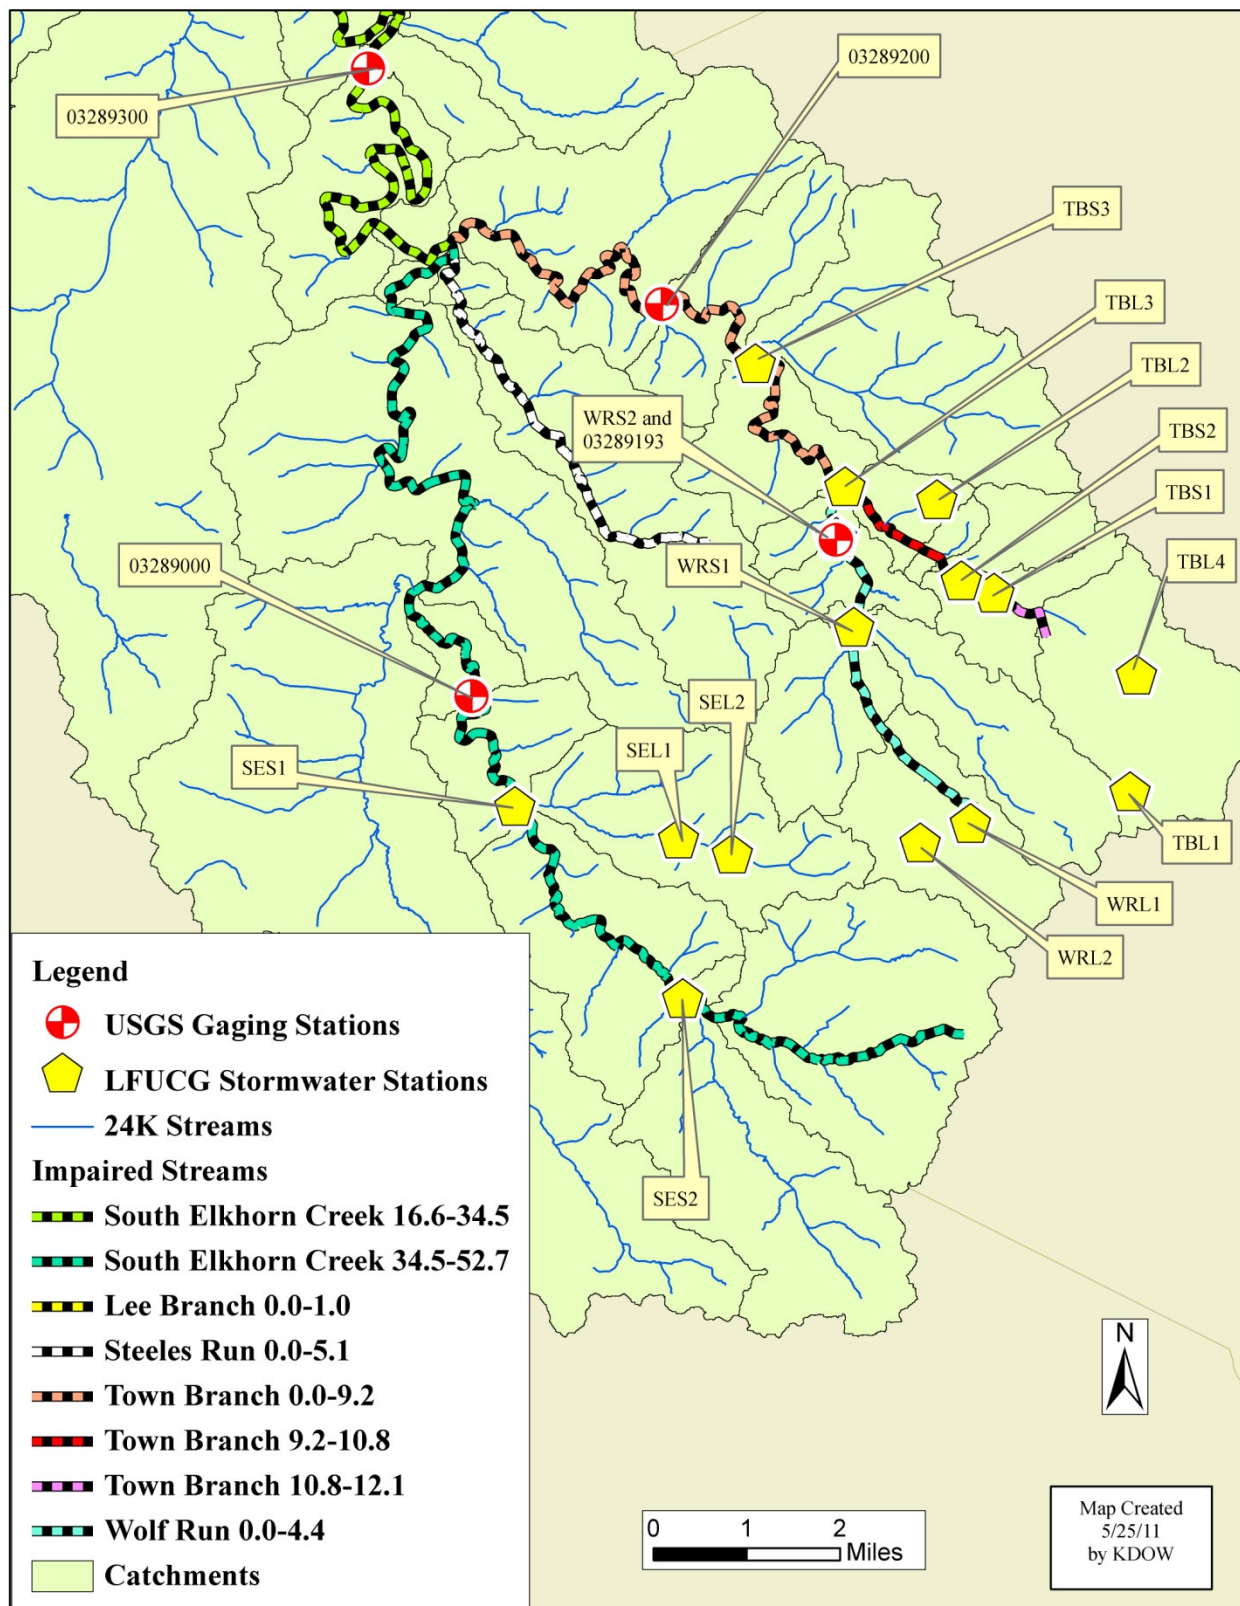 03289200
03289300
TBS3
TBL3
TBL2
WRS2 and
03289193
TBS2
TBS1
03289000
WRS1
TBL4
SEL2
SEL1
SES1
TBL1
WRL1
WRL2
SES2
Legend
USGS Gaging Stations
LFUCG Stormwater Stations
24K Streams
Impaired Streams
South Elkhorn Creek 16.6-34.5
South Elkhorn Creek 34.5-52.7
Lee Branch 0.0-1.0
Steeles Run 0.0-5.1
Town Branch 0.0-9.2
Town Branch 9.2-10.8
Town Branch 10.8-12.1
Wolf Run 0.0-4.4
Catchments
N
0 1 2
Miles
Map Created
5/25/11
by KDOW